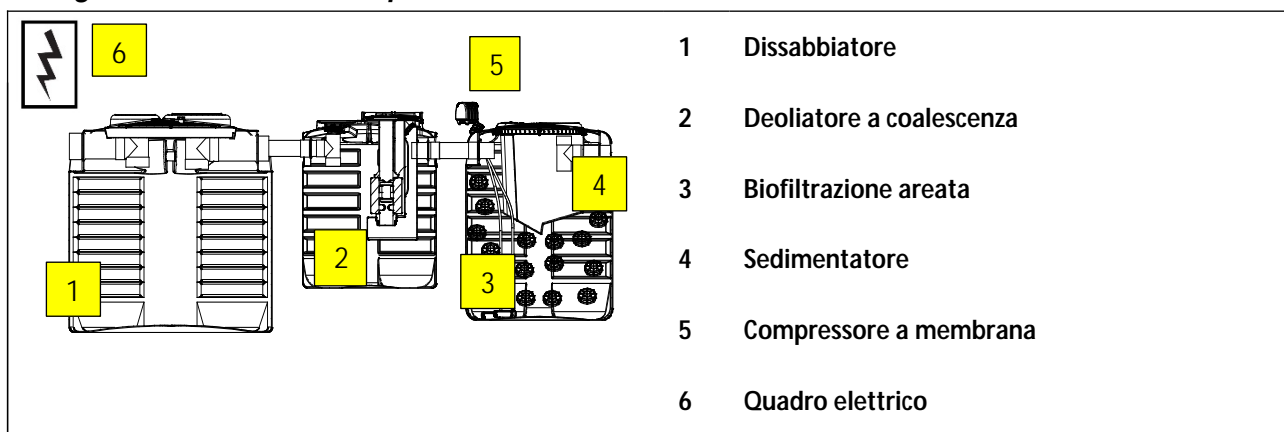 6
5
4
2
3
1
1 Dissabbiatore
2 Deoliatore a coalescenza
3 Biofiltrazione areata
4 Sedimentatore
5 Compressore a membrana
6 Quadro elettrico